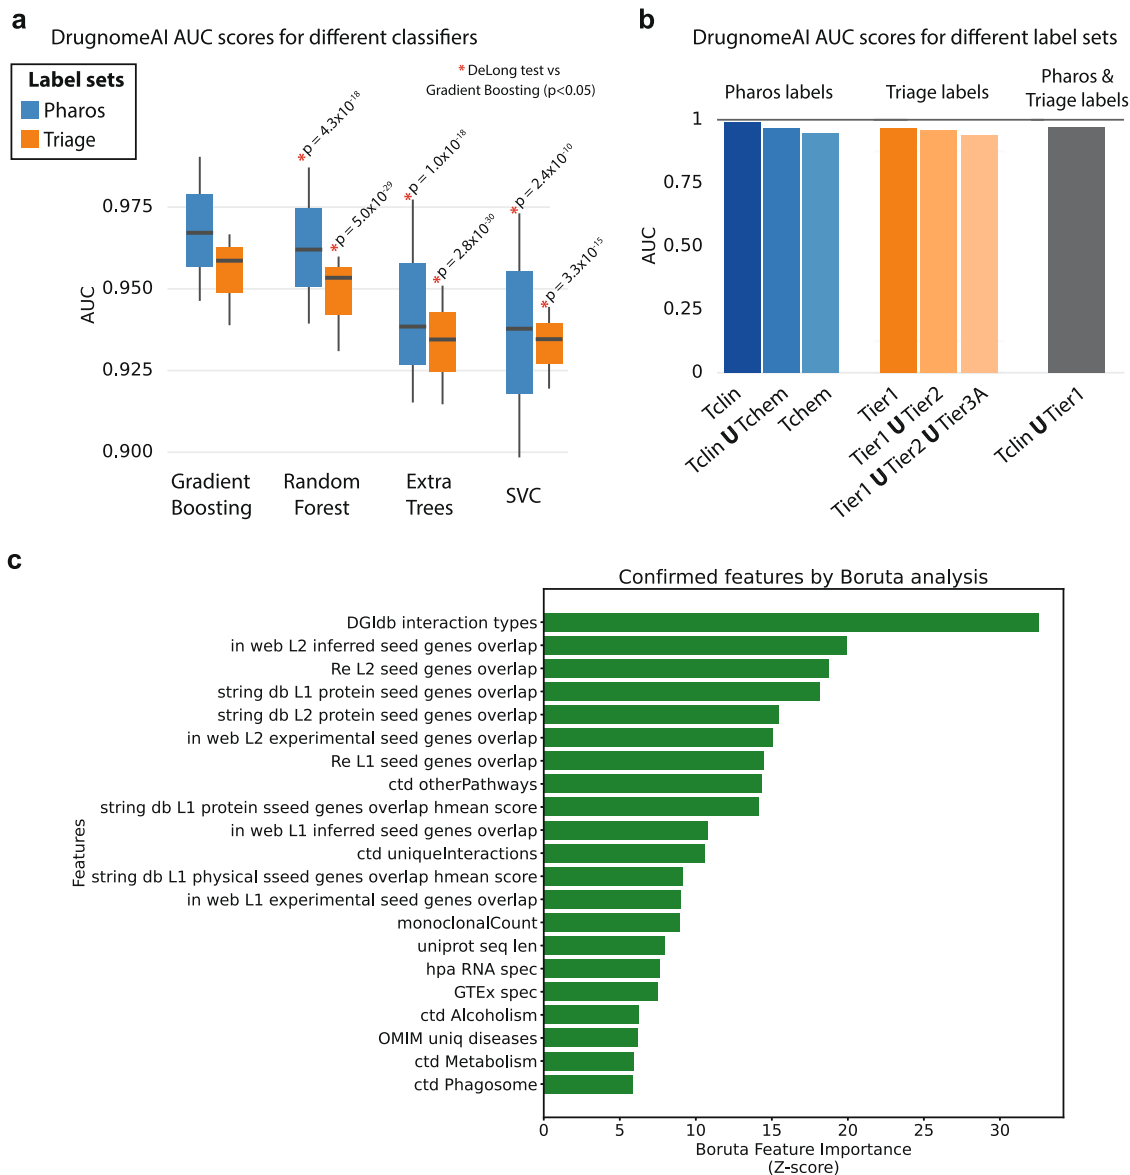 a
DrugnomeAI AUC scores for different classifiers
Label sets
Pharos
Triage
* DeLong test vs
Gradient Boosting (p<0.05)
*p = 4.3x10-18
*p = 5.0x10-29
*p = 1.0x10-18
*p = 2.8x10-30
*p = 2.4x10-10
*p = 3.3x10-15
AUC
0.975
0.950
0.925
0.900
Gradient
Boosting
Random
Forest
Extra
Trees
SVC
b
DrugnomeAI AUC scores for different label sets
Pharos labels
Triage labels
Pharos &
Triage labels
AUC
1
0.75
0.50
0.25
0
Tclin
Tclin U Tchem
Tchem
Tier1
Tier1 U Tier2
Tier1 U Tier2 U Tier3A
Tclin U Tier1
c
Confirmed features by Boruta analysis
Features
DGIdb interaction types
in web L2 inferred seed genes overlap
Re L2 seed genes overlap
string db L1 protein seed genes overlap
string db L2 protein seed genes overlap
in web L2 experimental seed genes overlap
Re L1 seed genes overlap
ctd otherPathways
string db L1 protein sseed genes overlap hmean score
in web L1 inferred seed genes overlap
ctd uniqueInteractions
string db L1 physical sseed genes overlap hmean score
in web L1 experimental seed genes overlap
monoclonalCount
uniprot seq len
hpa RNA spec
GTEx spec
ctd Alcoholism
OMIM uniq diseases
ctd Metabolism
ctd Phagosome
0 5 10 15 20 25 30
Boruta Feature Importance
(Z-score)